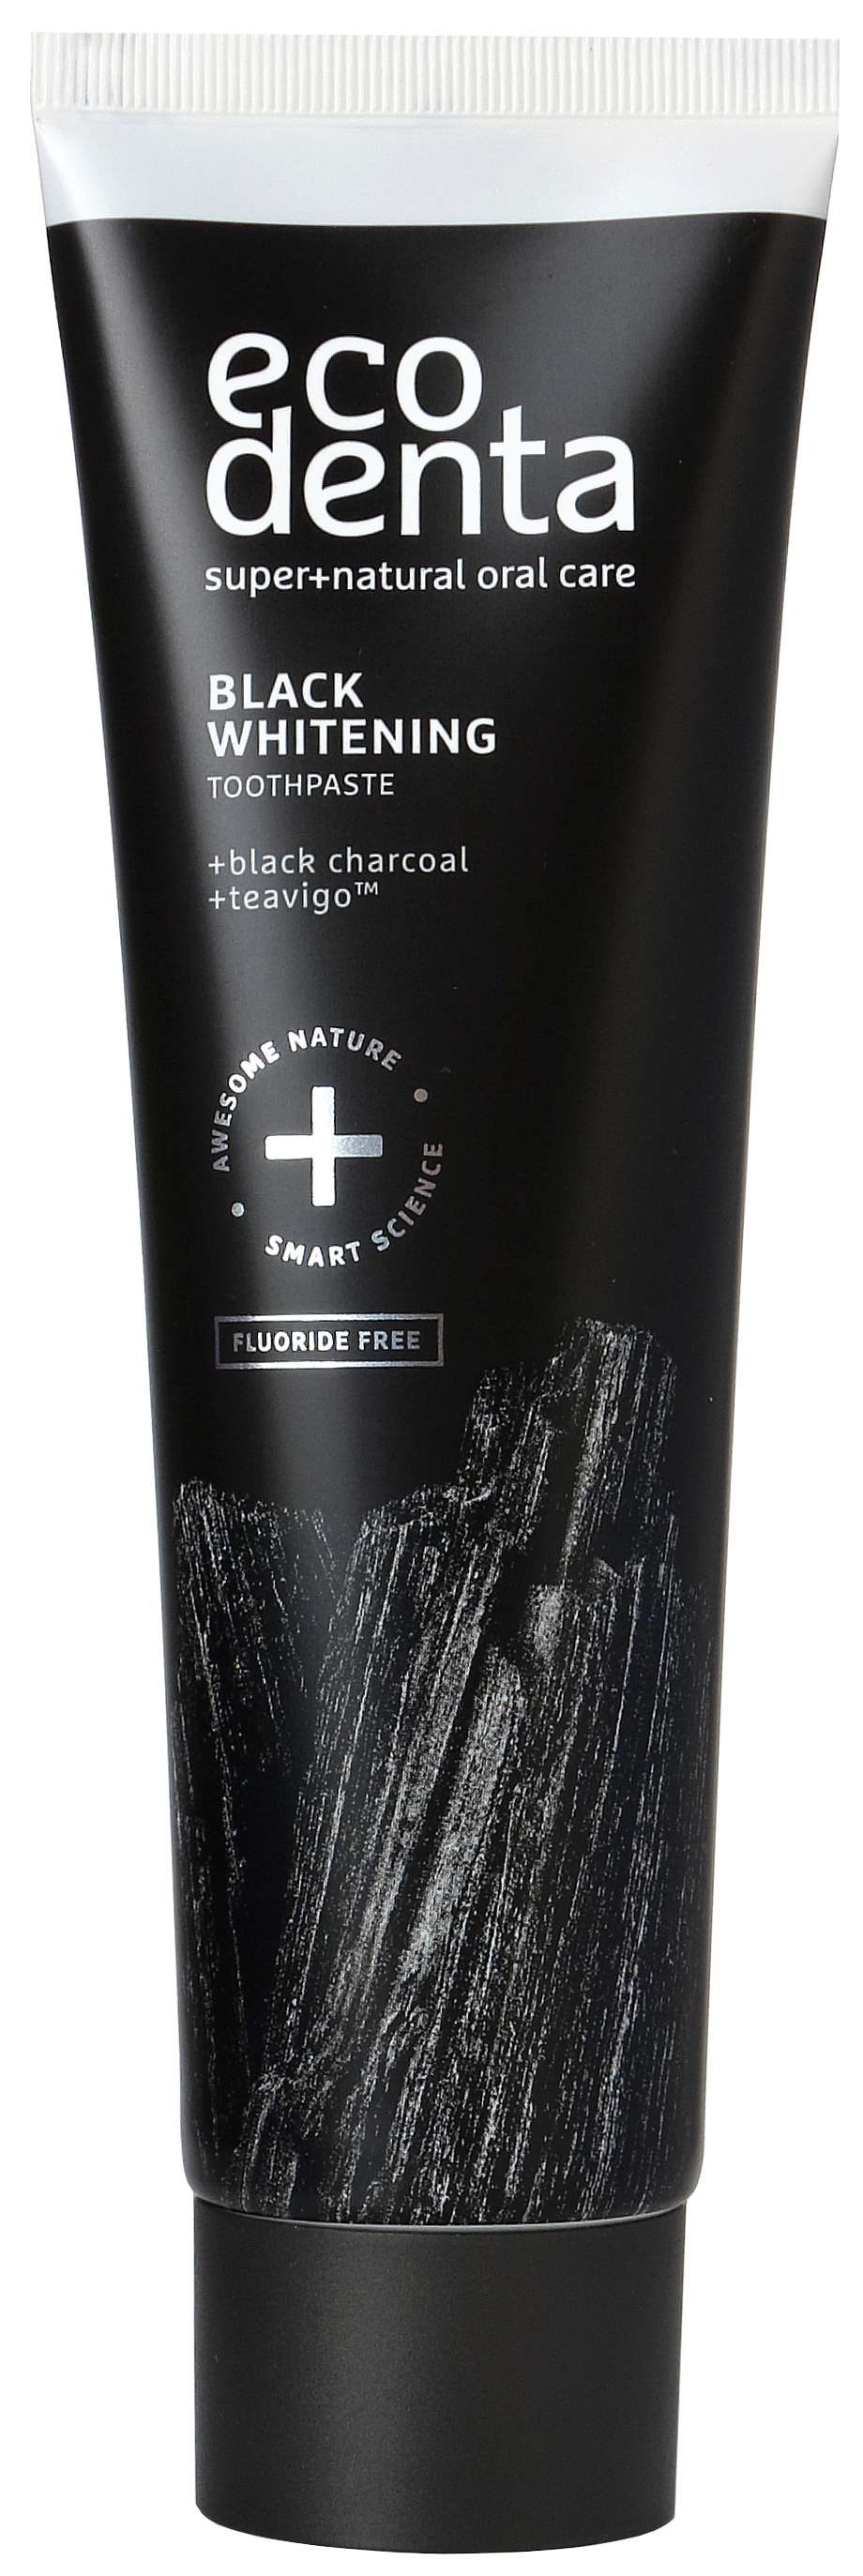 eco
denta
super+natural oral care
BLACK
WHITENING
TOOTHPASTE
+black charcoal
+teavigo™
AWESOME NATURE
SMART SCIENCE
FLUORIDE FREE